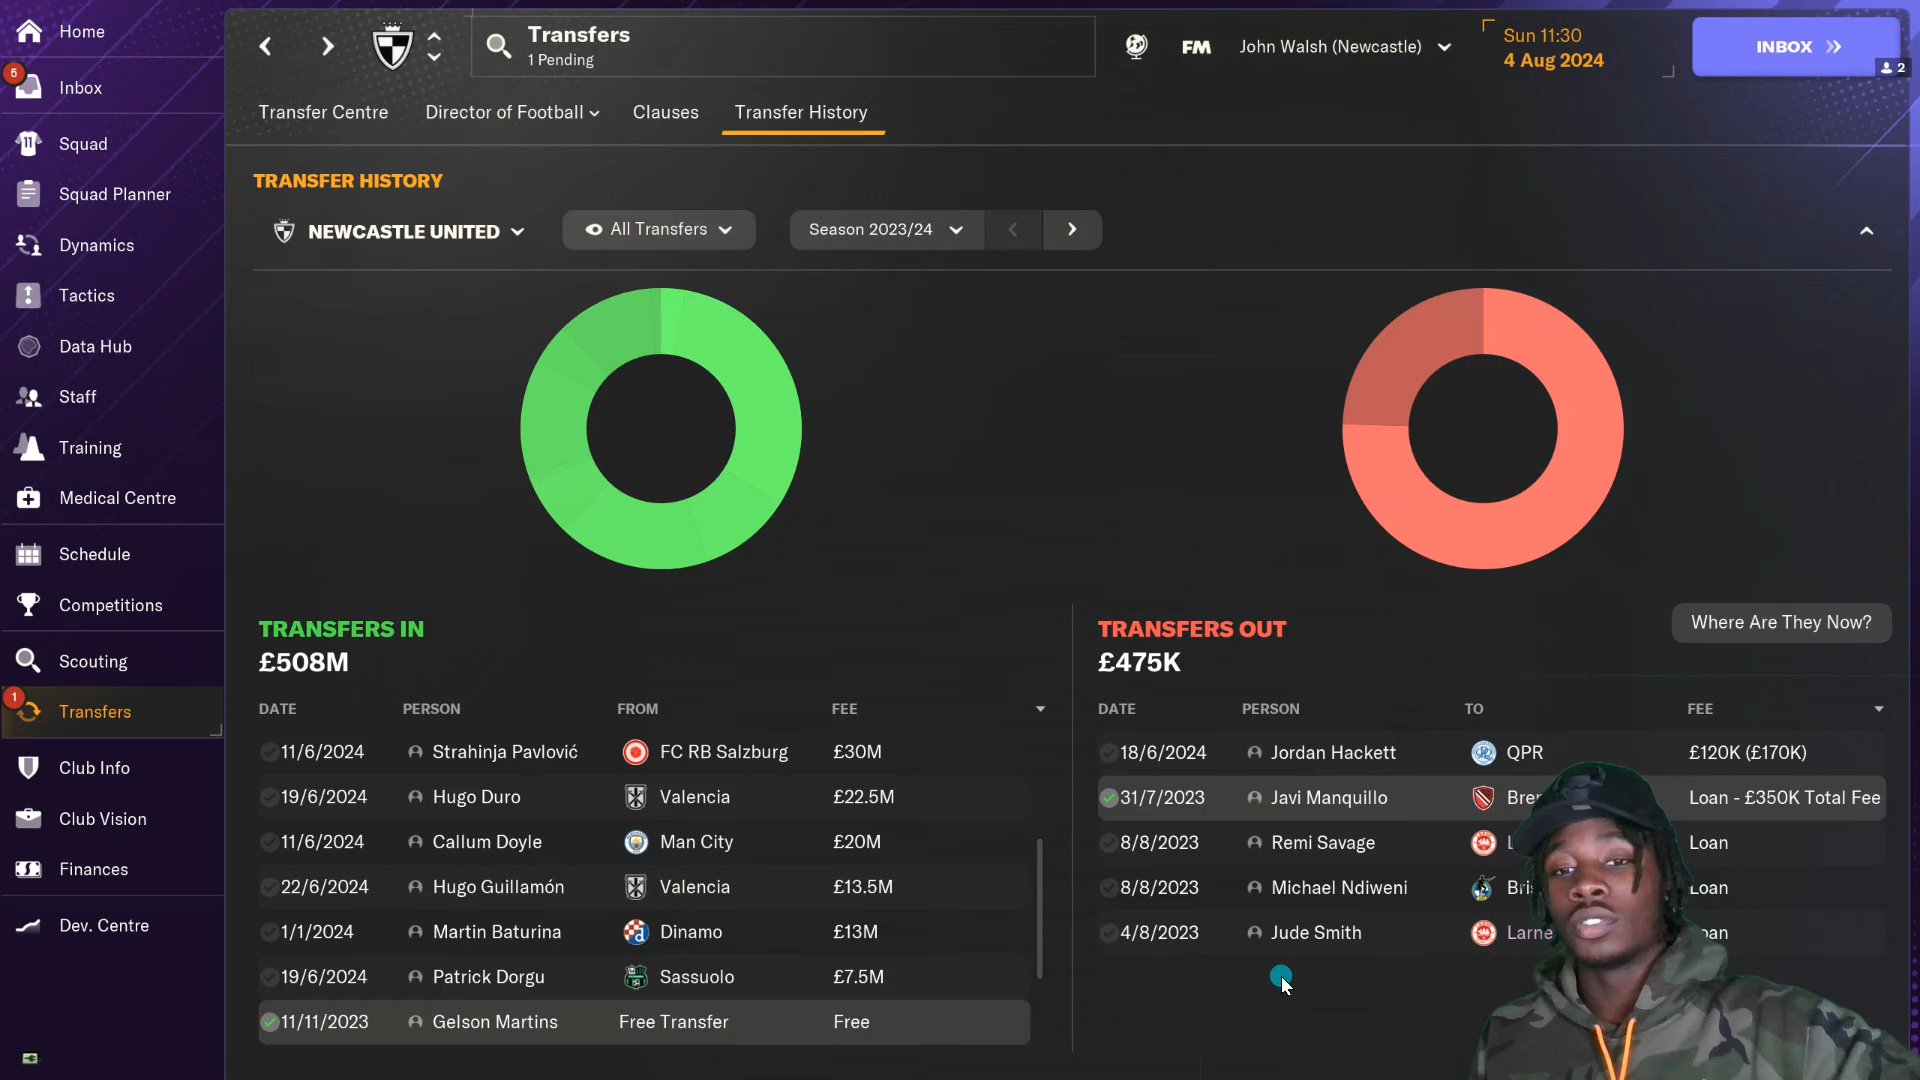 Home
5
Inbox
Squad
Squad Planner
Dynamics
Tactics
Data Hub
Staff
Training
Medical Centre
Schedule
Competitions
Scouting
1
Transfers
Club Info
Club Vision
Finances
Dev. Centre
Transfers
1 Pending
FM
John Walsh (Newcastle)
Sun 11:30
4 Aug 2024
INBOX
2
Transfer Centre Director of Football Clauses Transfer History
TRANSFER HISTORY
NEWCASTLE UNITED All Transfers Season 2023/24
TRANSFERS IN
£508M
DATE PERSON FROM FEE
11/6/2024 Strahinja Pavlović FC RB Salzburg £30M
19/6/2024 Hugo Duro Valencia £22.5M
11/6/2024 Callum Doyle Man City £20M
22/6/2024 Hugo Guillamón Valencia £13.5M
1/1/2024 Martin Baturina Dinamo £13M
19/6/2024 Patrick Dorgu Sassuolo £7.5M
11/11/2023 Gelson Martins Free Transfer Free
TRANSFERS OUT
£475K
Where Are They Now?
DATE PERSON TO FEE
18/6/2024 Jordan Hackett QPR £120K (£170K)
31/7/2023 Javi Manquillo Bre Loan - £350K Total Fee
8/8/2023 Remi Savage L Loan
8/8/2023 Michael Ndiweni Bri Loan
4/8/2023 Jude Smith Larne oan